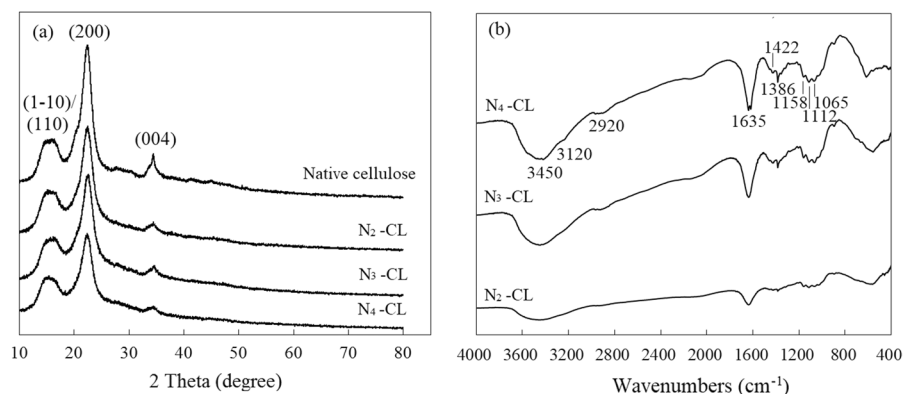 (a)
(200)
(1-10)/
(110)
(004)
Native cellulose
N2 -CL
N3 -CL
N4 -CL
10 20 30 40 50 60 70 80
2 Theta (degree)
(b)
1422
1386
1158
1065
1112
N4 -CL
2920
1635
3120
3450
N3 -CL
N2 -CL
4000 3600 3200 2800 2400 2000 1600 1200 800 400
Wavenumbers (cm-1)